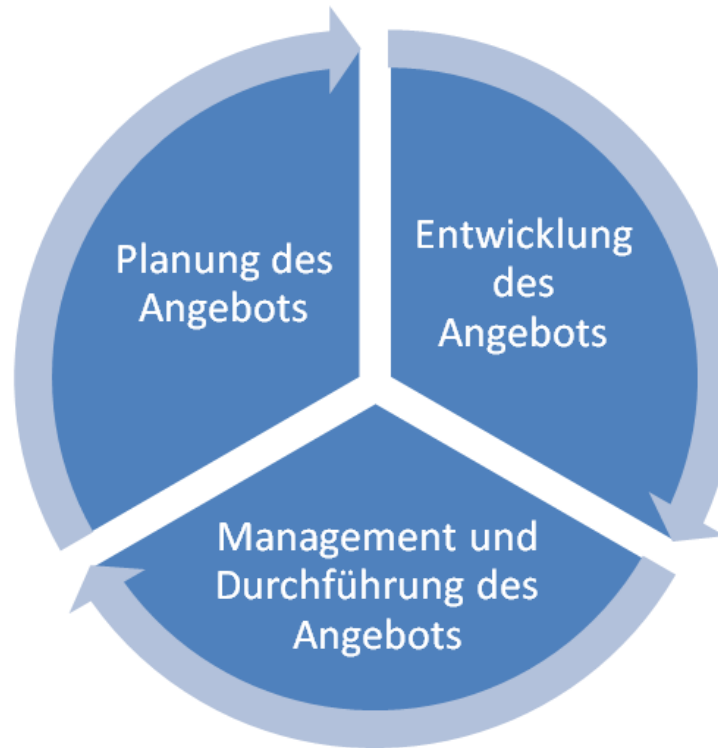 Planung des
Angebots
Entwicklung
des
Angebots
Management und
Durchführung des
Angebots